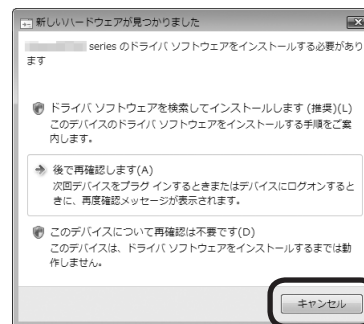 新しいハードウェアが見つかりました
series のドライバ ソフトウェアをインストールする必要があり
ます
ドライバ ソフトウェアを検索してインストールします (推奨)(L)
このデバイスのドライバ ソフトウェアをインストールする手順をご案
内します。
後で再確認します(A)
次回デバイスをプラグ インするときまたはデバイスにログオンすると
きに、再度確認メッセージが表示されます。
このデバイスについて再確認は不要です(D)
このデバイスは、ドライバ ソフトウェアをインストールするまでは動
作しません。
キャンセル